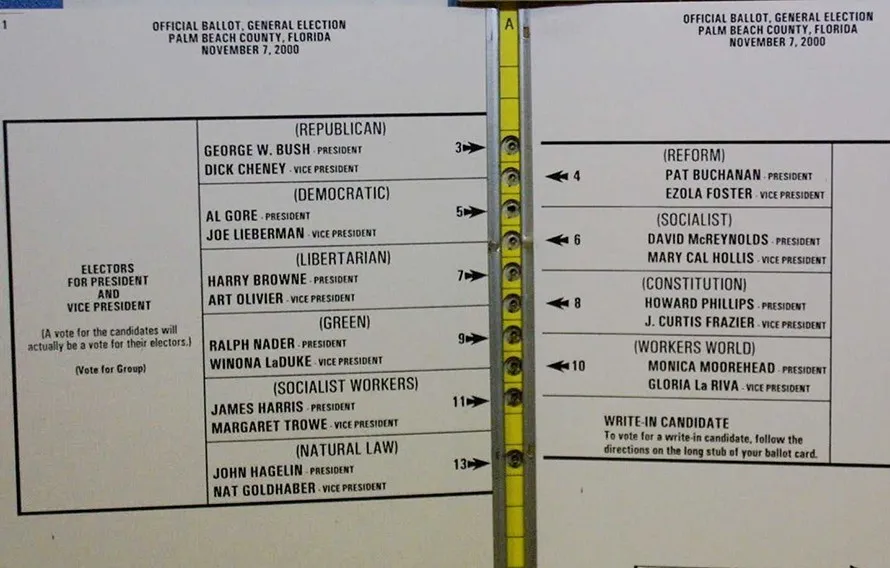 1
OFFICIAL BALLOT, GENERAL ELECTION
PALM BEACH COUNTY, FLORIDA
NOVEMBER 7, 2000
ELECTORS
FOR PRESIDENT
AND
VICE PRESIDENT
(A vote for the candidates will
actually be a vote for their electors.)
(Vote for Group)
(REPUBLICAN)
GEORGE W. BUSH - PRESIDENT
DICK CHENEY - VICE PRESIDENT
3
(DEMOCRATIC)
AL GORE - PRESIDENT
JOE LIEBERMAN - VICE PRESIDENT
5
(LIBERTARIAN)
HARRY BROWNE - PRESIDENT
ART OLIVIER - VICE PRESIDENT
7
(GREEN)
RALPH NADER - PRESIDENT
WINONA LaDUKE - VICE PRESIDENT
9
(SOCIALIST WORKERS)
JAMES HARRIS - PRESIDENT
MARGARET TROWE - VICE PRESIDENT
11
(NATURAL LAW)
JOHN HAGELIN - PRESIDENT
NAT GOLDHABER - VICE PRESIDENT
13
A
OFFICIAL BALLOT, GENERAL ELECTION
PALM BEACH COUNTY, FLORIDA
NOVEMBER 7, 2000
(REFORM)
4 PAT BUCHANAN - PRESIDENT
EZOLA FOSTER - VICE PRESIDENT
(SOCIALIST)
6 DAVID McREYNOLDS - PRESIDENT
MARY CAL HOLLIS - VICE PRESIDENT
(CONSTITUTION)
8 HOWARD PHILLIPS - PRESIDENT
J. CURTIS FRAZIER - VICE PRESIDENT
(WORKERS WORLD)
10 MONICA MOOREHEAD - PRESIDENT
GLORIA La RIVA - VICE PRESIDENT
WRITE-IN CANDIDATE
To vote for a write-in candidate, follow the
directions on the long stub of your ballot card.